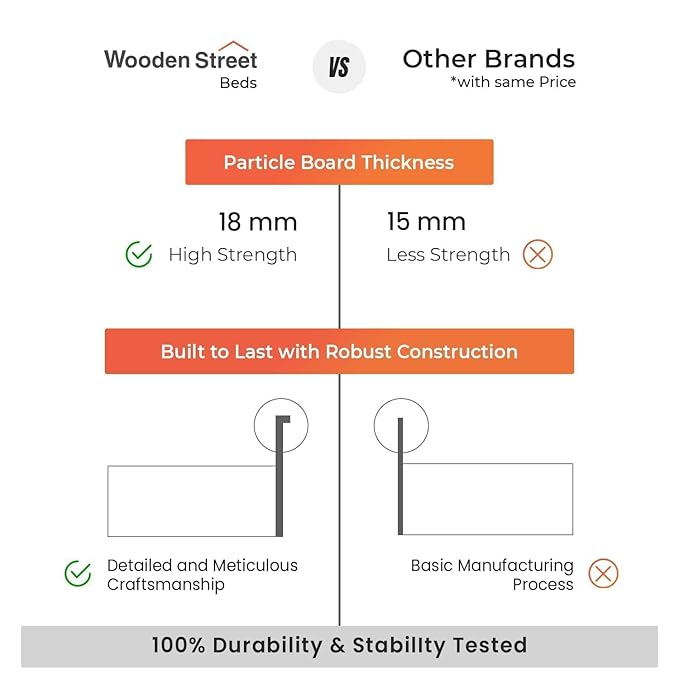 Wooden Street
Beds
VS
Other Brands
*with same Price
Particle Board Thickness
18 mm
High Strength
15 mm
Less Strength
Built to Last with Robust Construction
Detailed and Meticulous
Craftsmanship
Basic Manufacturing
Process
100% Durability & StabilIty Tested